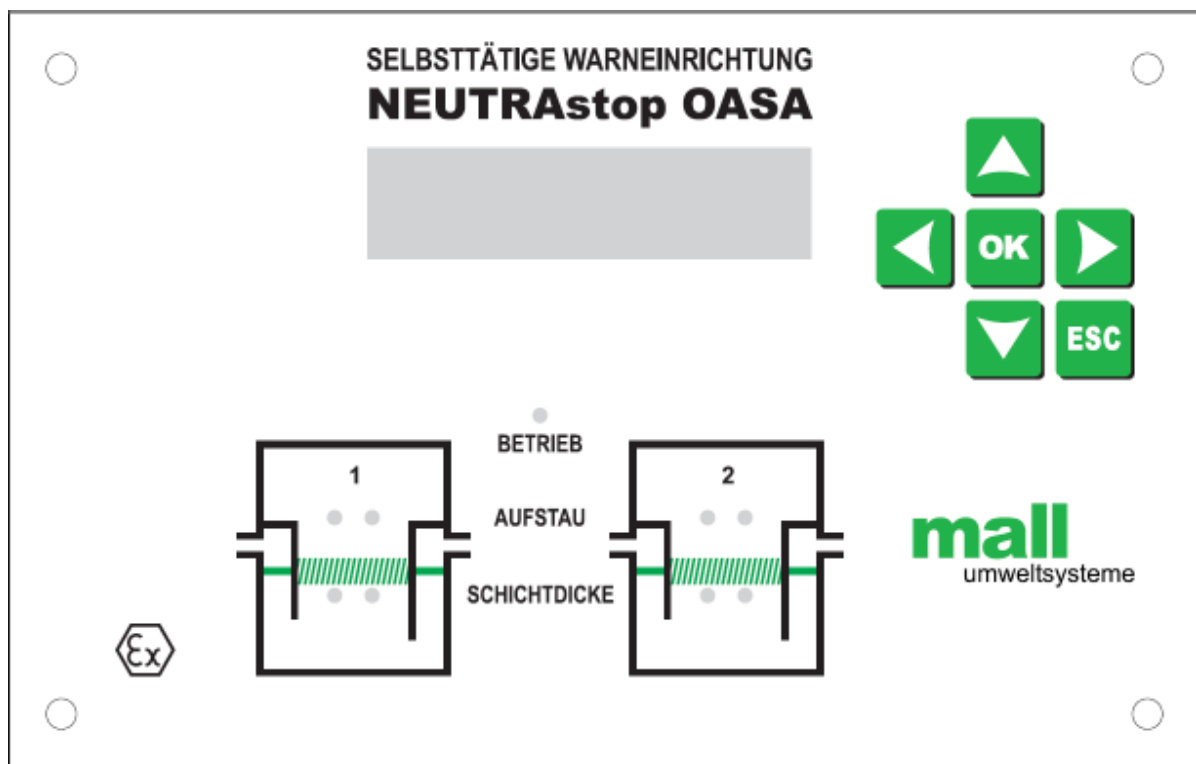 SELBSTTÄTIGE WARNEINRICHTUNG
NEUTRAstop OASA
OK
ESC
BETRIEB
1
2
AUFSTAU
SCHICHTDICKE
mall
umweltsysteme
Ex